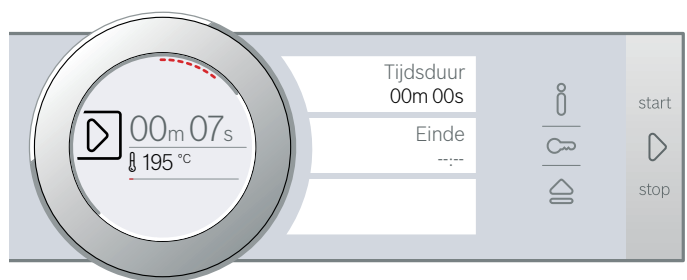 00m 07s
195 °C
Tijdsduur
00m 00s
Einde
--:--
start
stop